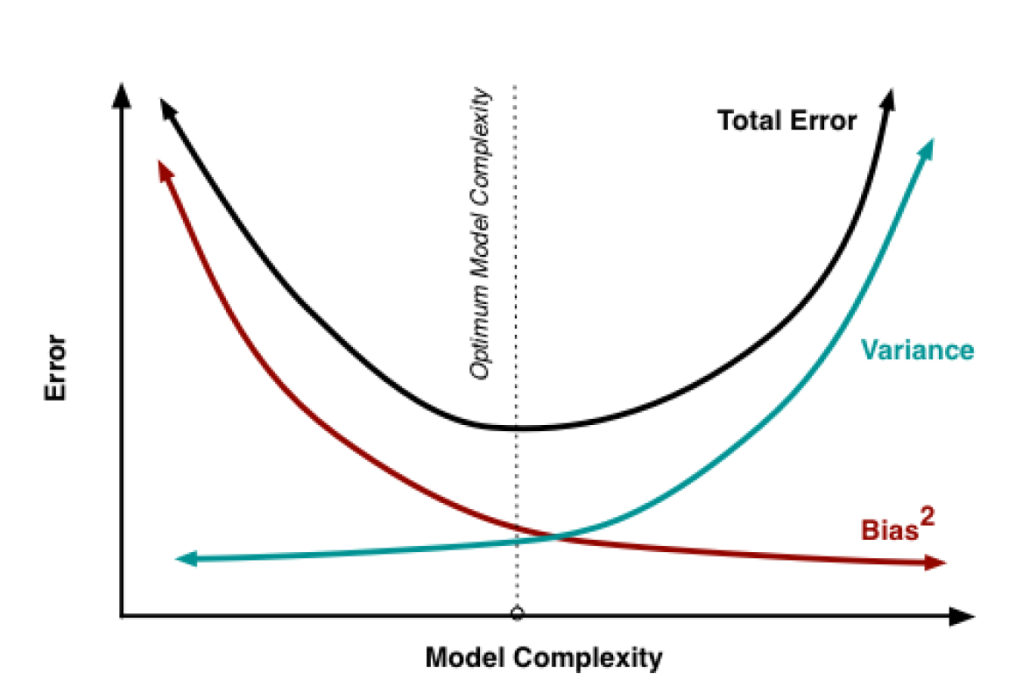 Optimum Model Complexity
Total Error
Variance
Bias²
Error
Model Complexity